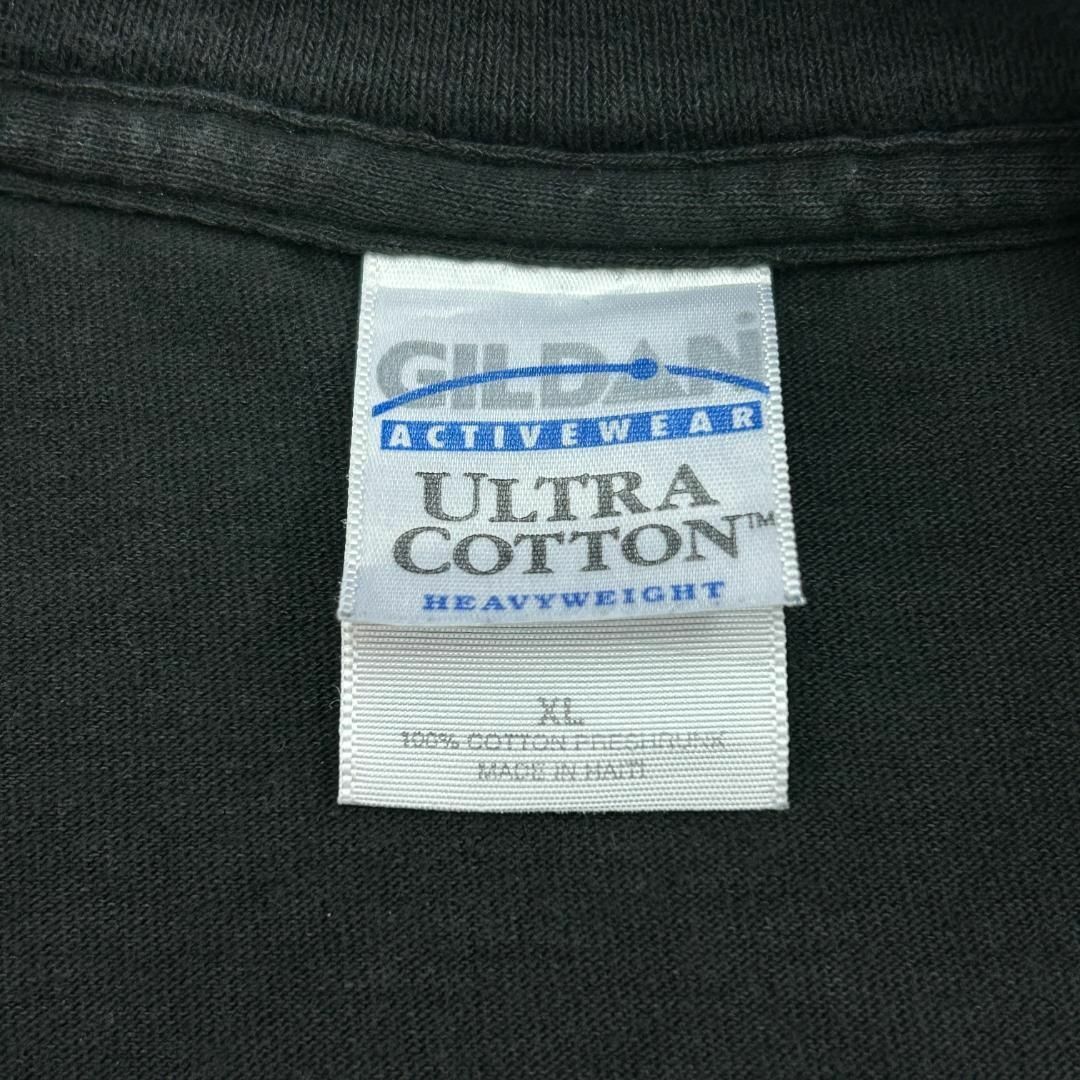 GILDAN
ACTIVEWEAR
ULTRA
COTTON™
HEAVYWEIGHT
XL
100% COTTON PRESHRUNK
MADE IN HAITI